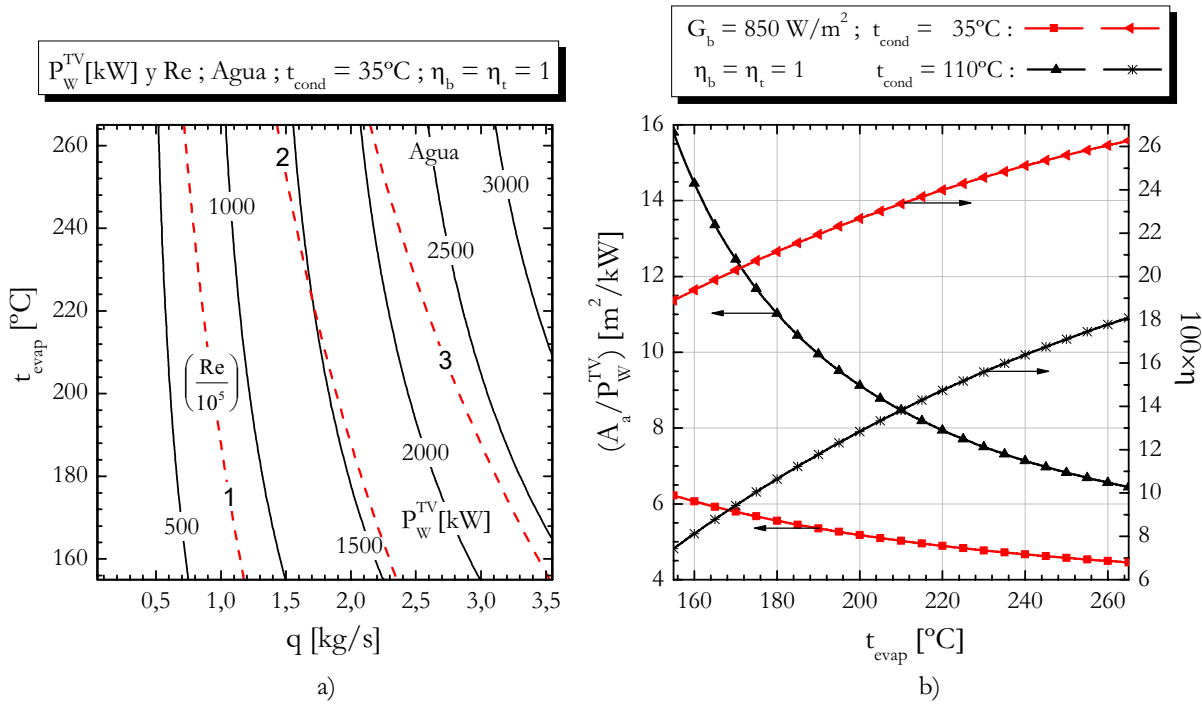 P_W^TV[kW] y Re ; Agua ; t_cond = 35ºC ; η_b = η_t = 1
260
240
220
200
180
160
t_evap [ºC]
0,5 1,0 1,5 2,0 2,5 3,0 3,5
q [kg/s]
2
Agua
3000
1000
2500
3
(Re/10^5)
1
2000
P_W^TV[kW]
500
1500
a)
G_b = 850 W/m^2 ; t_cond = 35ºC :
η_b = η_t = 1 t_cond = 110ºC :
16
14
12
10
8
6
4
(A_a/P_W^TV) [m^2/kW]
26
24
22
20
18
16
14
12
10
8
6
100×η
160 180 200 220 240 260
t_evap [ºC]
b)